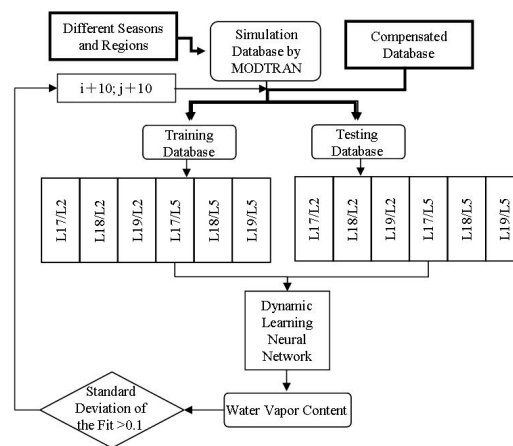 Different Seasons
and Regions
Simulation
Database by
MODTRAN
Compensated
Database
i+10; j+10
Training
Database
Testing
Database
L17/L2
L18/L2
L19/L2
L17/L5
L18/L5
L19/L5
L17/L2
L18/L2
L19/L2
L17/L5
L18/L5
L19/L5
Dynamic
Learning
Neural
Network
Standard
Deviation of
the Fit >0.1
Water Vapor Content